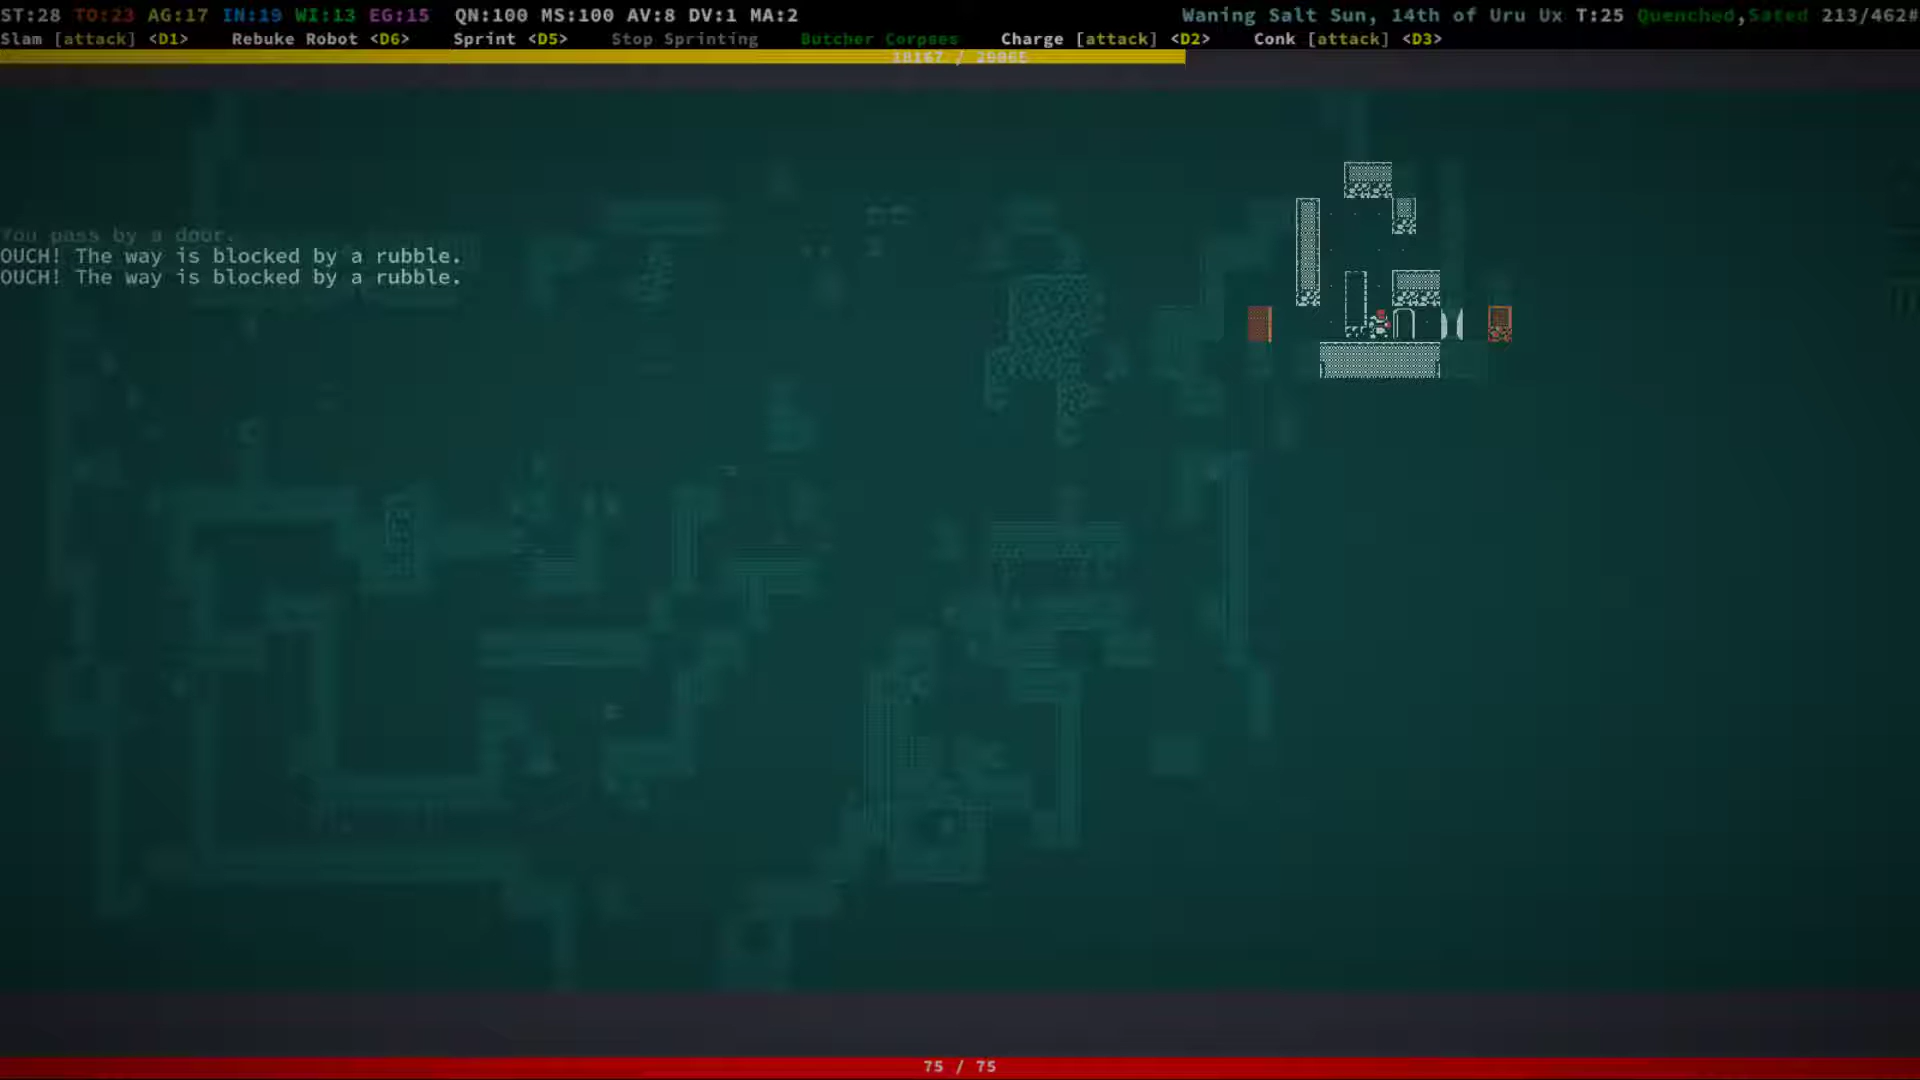 ST:28 TO:23 AG:17 IN:19 WI:13 EG:15 QN:100 MS:100 AV:8 DV:1 MA:2 Waning Salt Sun, 14th of Uru Ux T:25 Quenched,Sated 213/462#
Slam [attack] <D1> Rebuke Robot <D6> Sprint <D5> Stop Sprinting Butcher Corpses Charge [attack] <D2> Conk [attack] <D3>
You pass by a door.
OUCH! The way is blocked by a rubble.
OUCH! The way is blocked by a rubble.
75 / 75